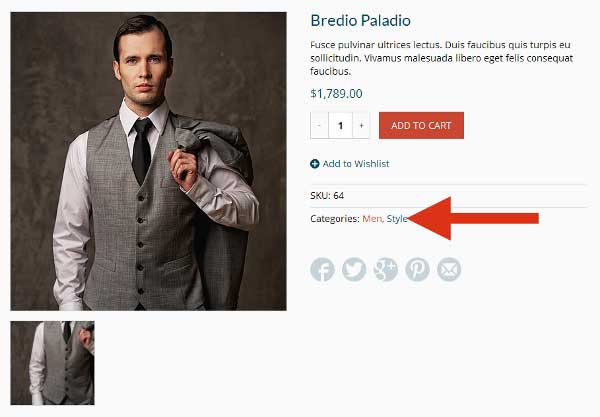 Bredio Paladio
Fusce pulvinar ultrices lectus. Duis faucibus quis turpis eu
sollicitudin. Vivamus malesuada libero eget felis consequat
faucibus.
$1,789.00
- 1 + ADD TO CART
Add to Wishlist
SKU: 64
Categories: Men, Style